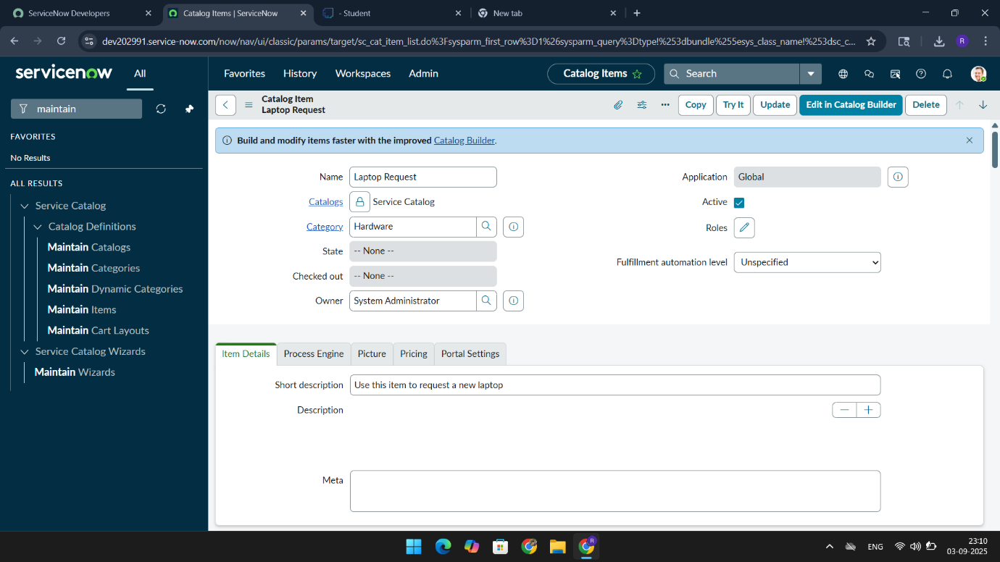 ServiceNow Developers
Catalog Items | ServiceNow
- Student
New tab
dev202991.service-now.com/now/nav/ui/classic/params/target/sc_cat_item_list.do%3Fsysparm_first_row%3D1%26sysparm_query%3Dtype!%253dbundle%255esys_class_name!%253dsc_c...
R
servicenow
All
Favorites
History
Workspaces
Admin
Catalog Items
Search
maintain
FAVORITES
No Results
ALL RESULTS
Service Catalog
Catalog Definitions
Maintain Catalogs
Maintain Categories
Maintain Dynamic Categories
Maintain Items
Maintain Cart Layouts
Service Catalog Wizards
Maintain Wizards
Catalog Item
Laptop Request
Copy
Try It
Update
Edit in Catalog Builder
Delete
Build and modify items faster with the improved Catalog Builder.
Name
Laptop Request
Catalogs
Service Catalog
Category
Hardware
State
-- None --
Checked out
-- None --
Owner
System Administrator
Application
Global
Active
Roles
Fulfillment automation level
Unspecified
Item Details
Process Engine
Picture
Pricing
Portal Settings
Short description
Use this item to request a new laptop
Description
Meta
R
ENG
23:10
03-09-2025